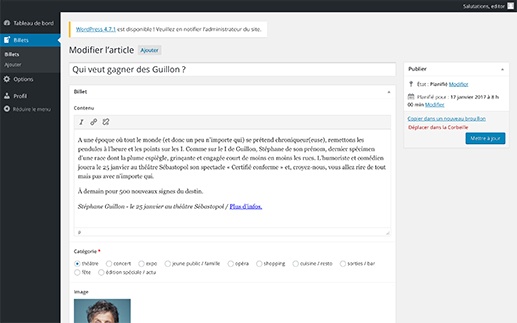 Salutations, editor
Tableau de bord
Billets
Billets
Ajouter
Options
Profil
Réduire le menu
WordPress 4.7.1 est disponible ! Veuillez en notifier l'administrateur du site.
Modifier l'article Ajouter
Qui veut gagner des Guillon ?
Billet
Contenu
A une époque où tout le monde (et donc un peu n'importe qui) se prétend chroniqueur(euse), remettons les
pendules à l'heure et les points sur les I. Comme sur le I de Guillon, Stéphane de son prénom, dernier spécimen
d'une race dont la plume espiègle, grinçante et engagée court de moins en moins les rues. L'humoriste et comédien
jouera le 25 janvier au théâtre Sébastopol son spectacle « Certifié conforme » et, croyez-nous, vous allez rire de tout
mais pas avec n'importe qui.
À demain pour 500 nouveaux signes du destin.
Stéphane Guillon - le 25 janvier au théâtre Sébastopol / Plus d'infos.
p
Catégorie *
théâtre concert expo jeune public / famille opéra shopping cuisine / resto sorties / bar
fête édition spéciale / actu
Image
Publier
État : Planifié Modifier
Planifié pour : 17 janvier 2017 à 8 h
00 min Modifier
Copier dans un nouveau brouillon
Déplacer dans la Corbeille
Mettre à jour